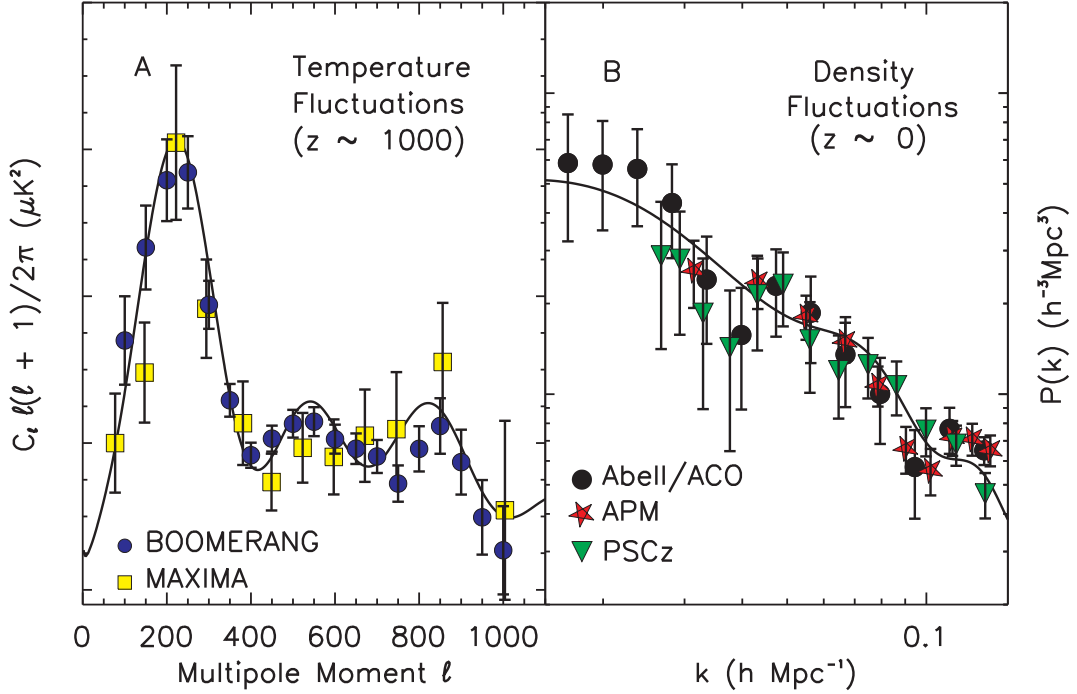 A
Temperature
Fluctuations
(z ~ 1000)
B
Density
Fluctuations
(z ~ 0)
Cℓ ℓ(ℓ + 1)/2π (μK²)
P(k) (h⁻³Mpc³)
BOOMERANG
MAXIMA
Abell/ACO
APM
PSCz
0 200 400 600 800 1000
0.1
Multipole Moment ℓ
k (h Mpc⁻¹)